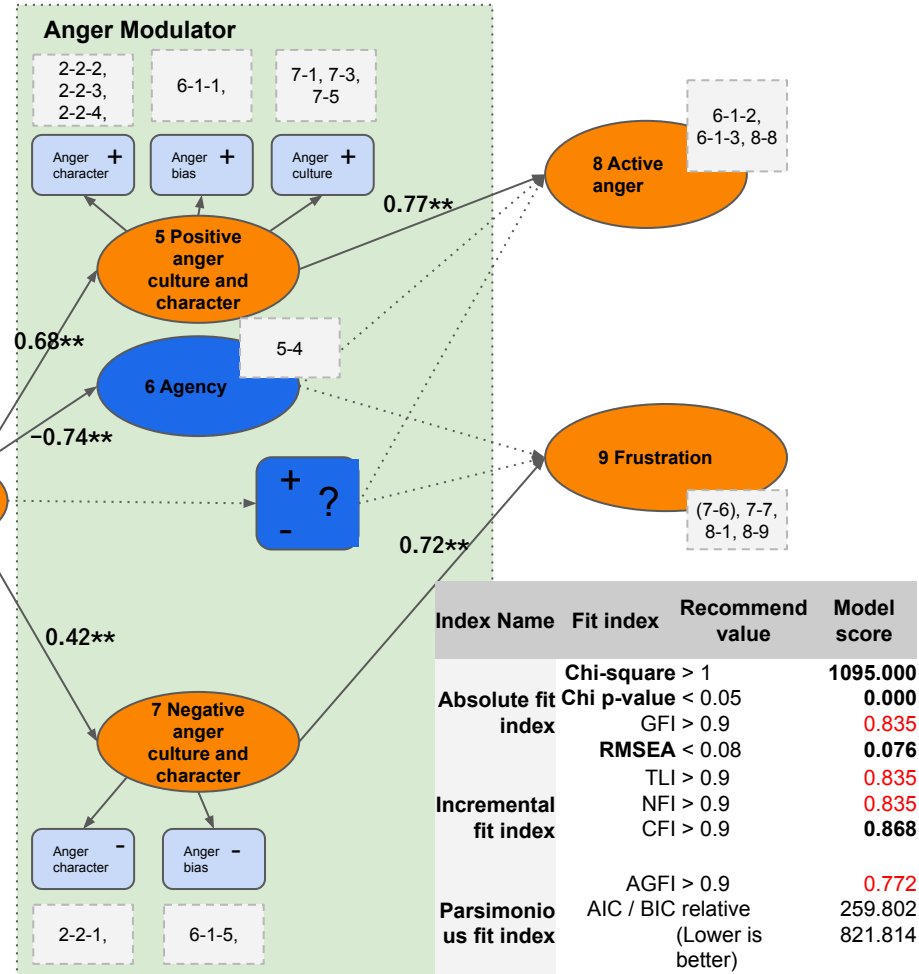 Anger Modulator
2-2-2,
2-2-3,
2-2-4,
6-1-1,
7-1, 7-3,
7-5
Anger +
character
Anger +
bias
Anger +
culture
6-1-2,
6-1-3, 8-8
8 Active
anger
0.77**
5 Positive
anger
culture and
character
0.68**
5-4
6 Agency
−0.74**
+
?
-
9 Frustration
(7-6), 7-7,
8-1, 8-9
0.72**
0.42**
7 Negative
anger
culture and
character
Anger -
character
Anger -
bias
2-2-1,
6-1-5,
Index Name Fit index Recommend value Model score
Absolute fit index
Chi-square > 1 1095.000
Chi p-value < 0.05 0.000
GFI > 0.9 0.835
RMSEA < 0.08 0.076
Incremental fit index
TLI > 0.9 0.835
NFI > 0.9 0.835
CFI > 0.9 0.868
Parsimonio
us fit index
AGFI > 0.9 0.772
AIC / BIC relative 259.802
(Lower is 821.814
better)